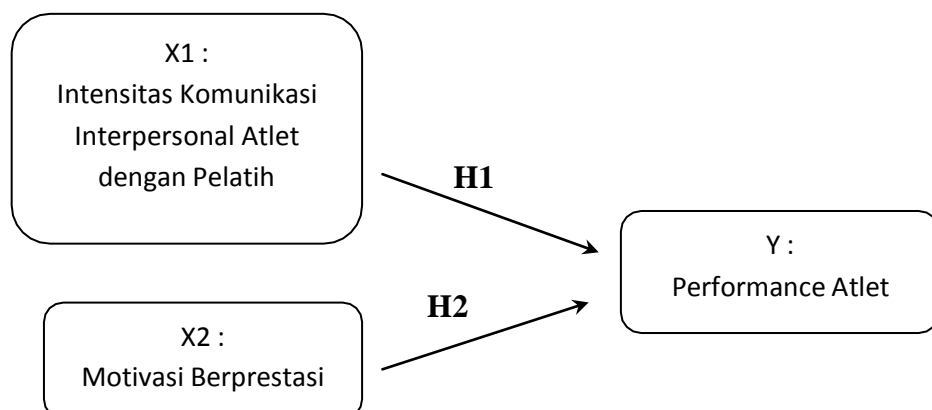 X1 :
Intensitas Komunikasi
Interpersonal Atlet
dengan Pelatih
H1
Y :
Performance Atlet
H2
X2 :
Motivasi Berprestasi